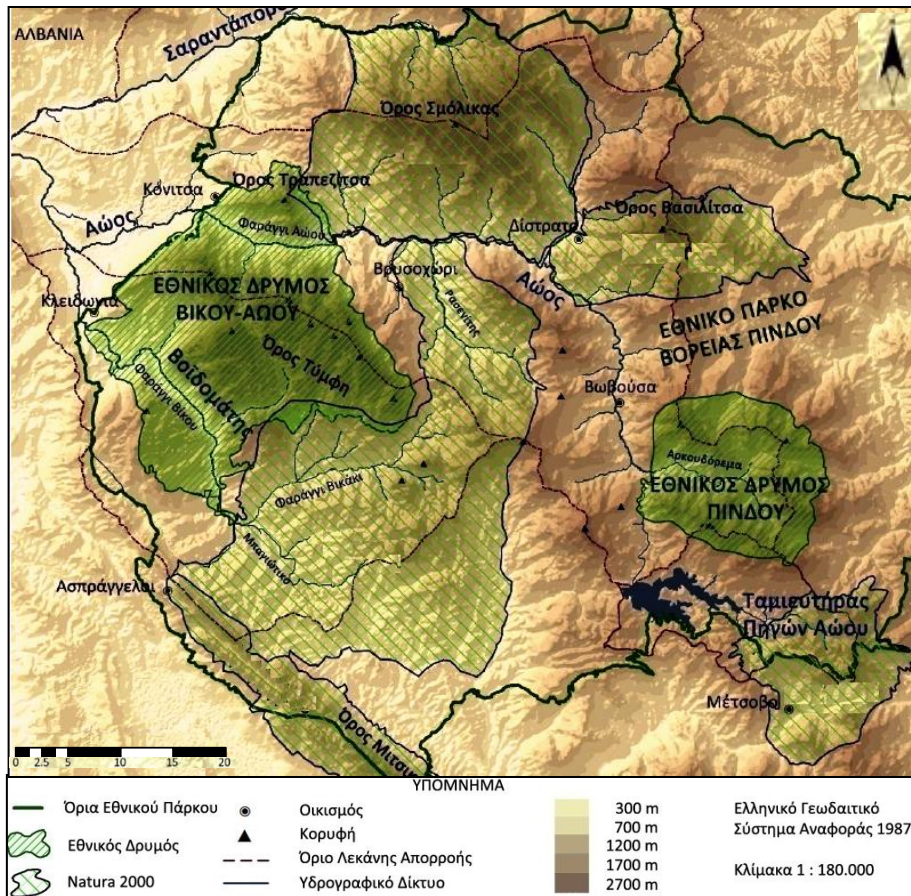 ΑΛΒΑΝΙΑ
Σαραντάπορο
Όρος Σμόλικας
Κόνιτσα
Όρος Τραπεζίτσα
Αώος
Φαράγγι Αώου
Δίστρατο
Όρος Βασιλίτσα
Βρυσοχώρι
Αώος
Κλειδωνιά
ΕΘΝΙΚΟΣ ΔΡΥΜΟΣ
ΒΙΚΟΥ-ΑΩΟΥ
Ρασενίτης
ΕΘΝΙΚΟ ΠΑΡΚΟ
ΒΟΡΕΙΑΣ ΠΙΝΔΟΥ
Όρος Τύμφη
Βοϊδομάτης
Φαράγγι Βίκου
Βωβούσα
Αρκουδόρεμα
ΕΘΝΙΚΟΣ ΔΡΥΜΟΣ
ΠΙΝΔΟΥ
Φαράγγι Βικάκι
Μπαγιώτικο
Ασπράγγελοι
Ταμιευτήρας
Πηγών Αώου
Μέτσοβο
Όρος Μιτσικ
0 2.5 5 10 15 20
ΥΠΟΜΝΗΜΑ
Όρια Εθνικού Πάρκου
Εθνικός Δρυμός
Natura 2000
Οικισμός
Κορυφή
Όριο Λεκάνης Απορροής
Υδρογραφικό Δίκτυο
300 m
700 m
1200 m
1700 m
2700 m
Ελληνικό Γεωδαιτικό
Σύστημα Αναφοράς 1987
Κλίμακα 1 : 180.000